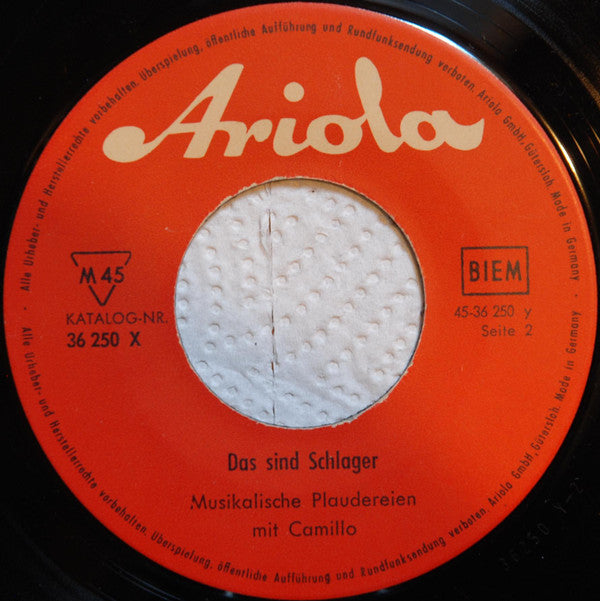 Alle Urheber- und Herstellerrechte vorbehalten. Überspielung, öffentliche Aufführung und Rundfunksendung verboten. Ariola GmbH, Gütersloh. Made in Germany
Ariola
M 45
KATALOG-NR.
36 250 X
BIEM
45-36 250 y
Seite 2
Das sind Schlager
Musikalische Plaudereien
mit Camillo
Alle Urheber- und Herstellerrechte vorbehalten. Überspielung, öffentliche Aufführung und Rundfunksendung verboten. Ariola GmbH, Gütersloh. Made in Germany